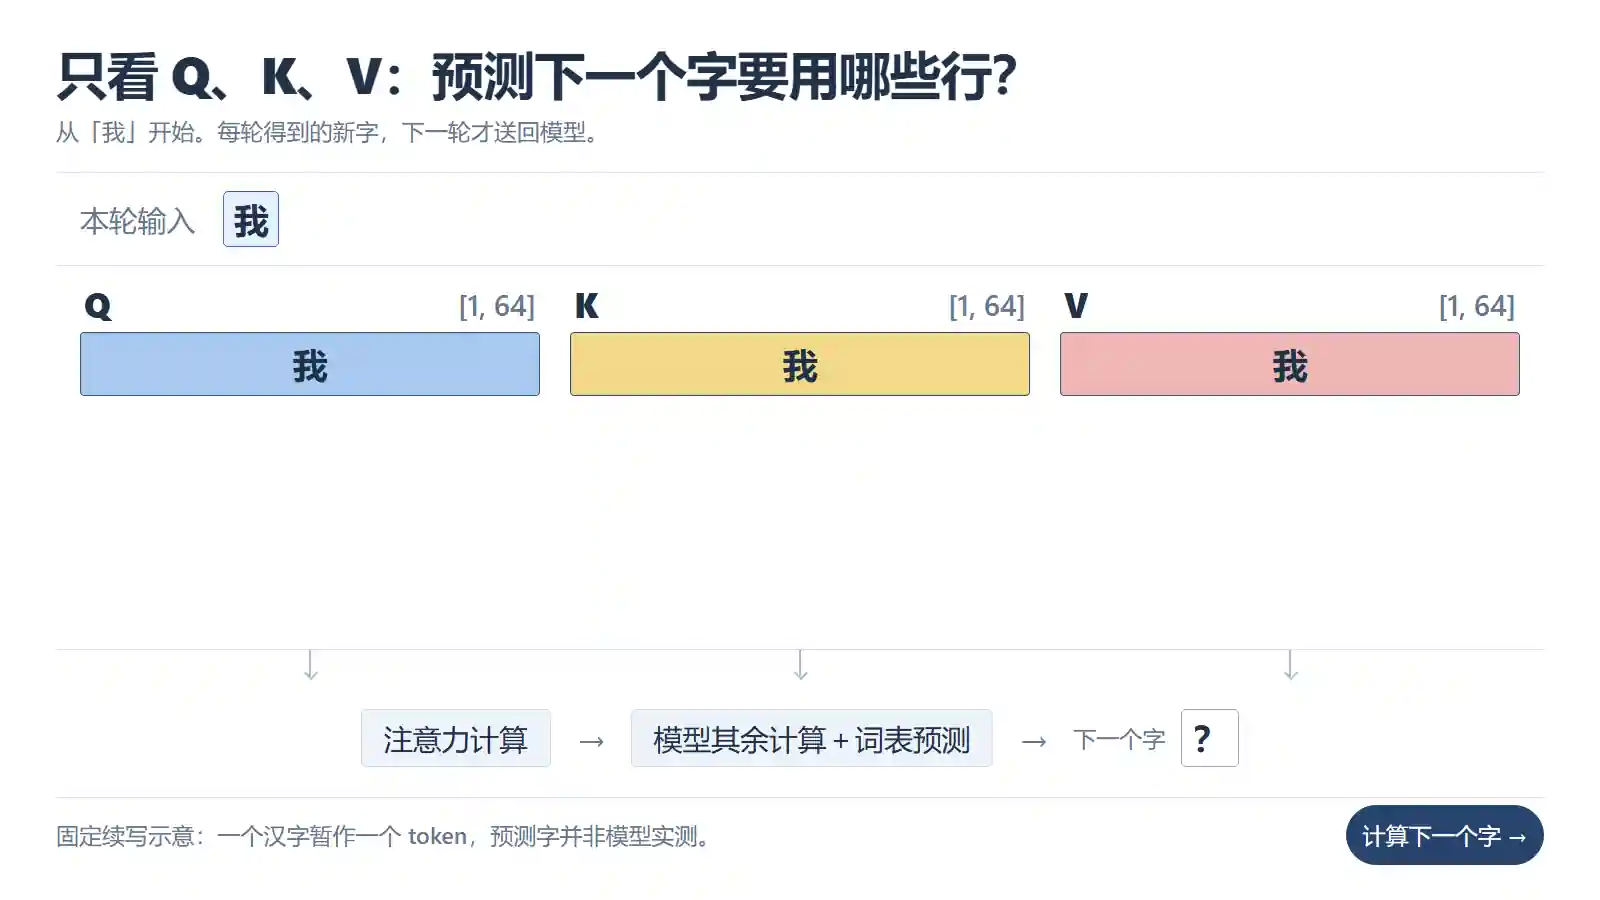 只看 Q、K、V：预测下一个字要用哪些行？
从「我」开始。每轮得到的新字，下一轮才送回模型。
本轮输入 我
Q [1, 64] K [1, 64] V [1, 64]
我 我 我
↓ ↓ ↓
注意力计算 → 模型其余计算 + 词表预测 → 下一个字 ?
固定续写示意：一个汉字暂作一个 token，预测字并非模型实测。
计算下一个字 →